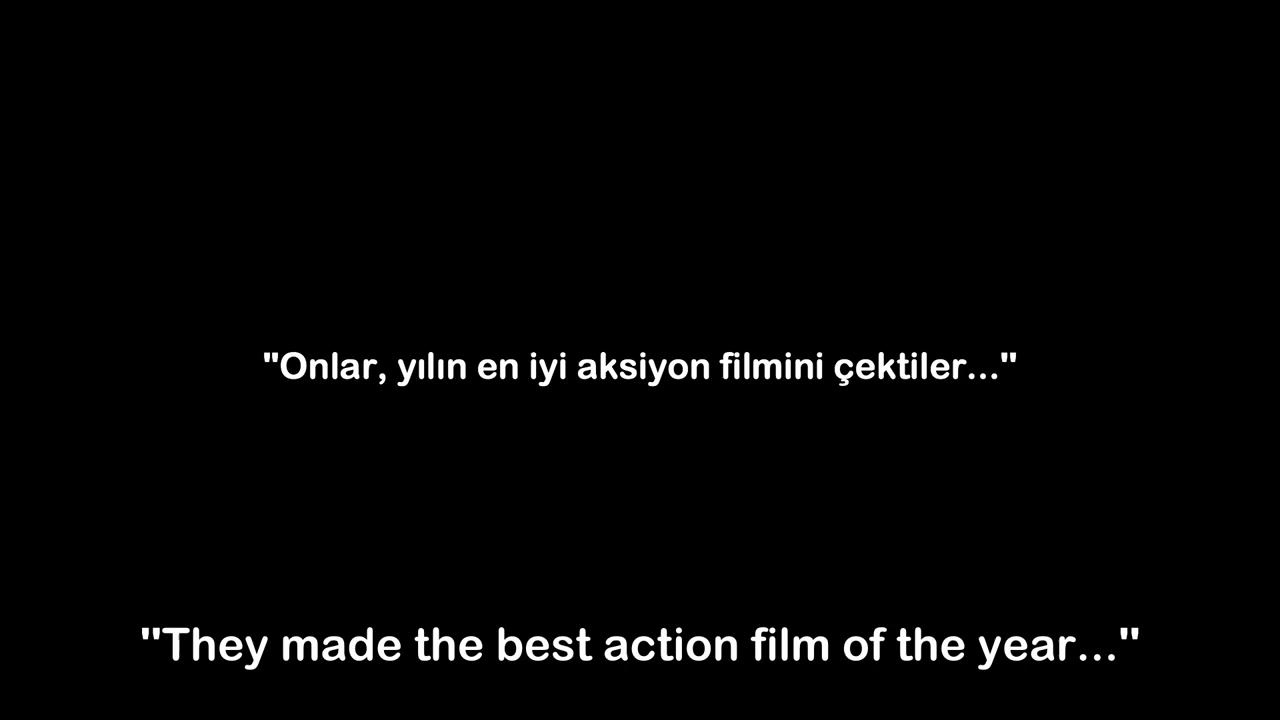 "Onlar, yılın en iyi aksiyon filmini çektiler..."
"They made the best action film of the year..."